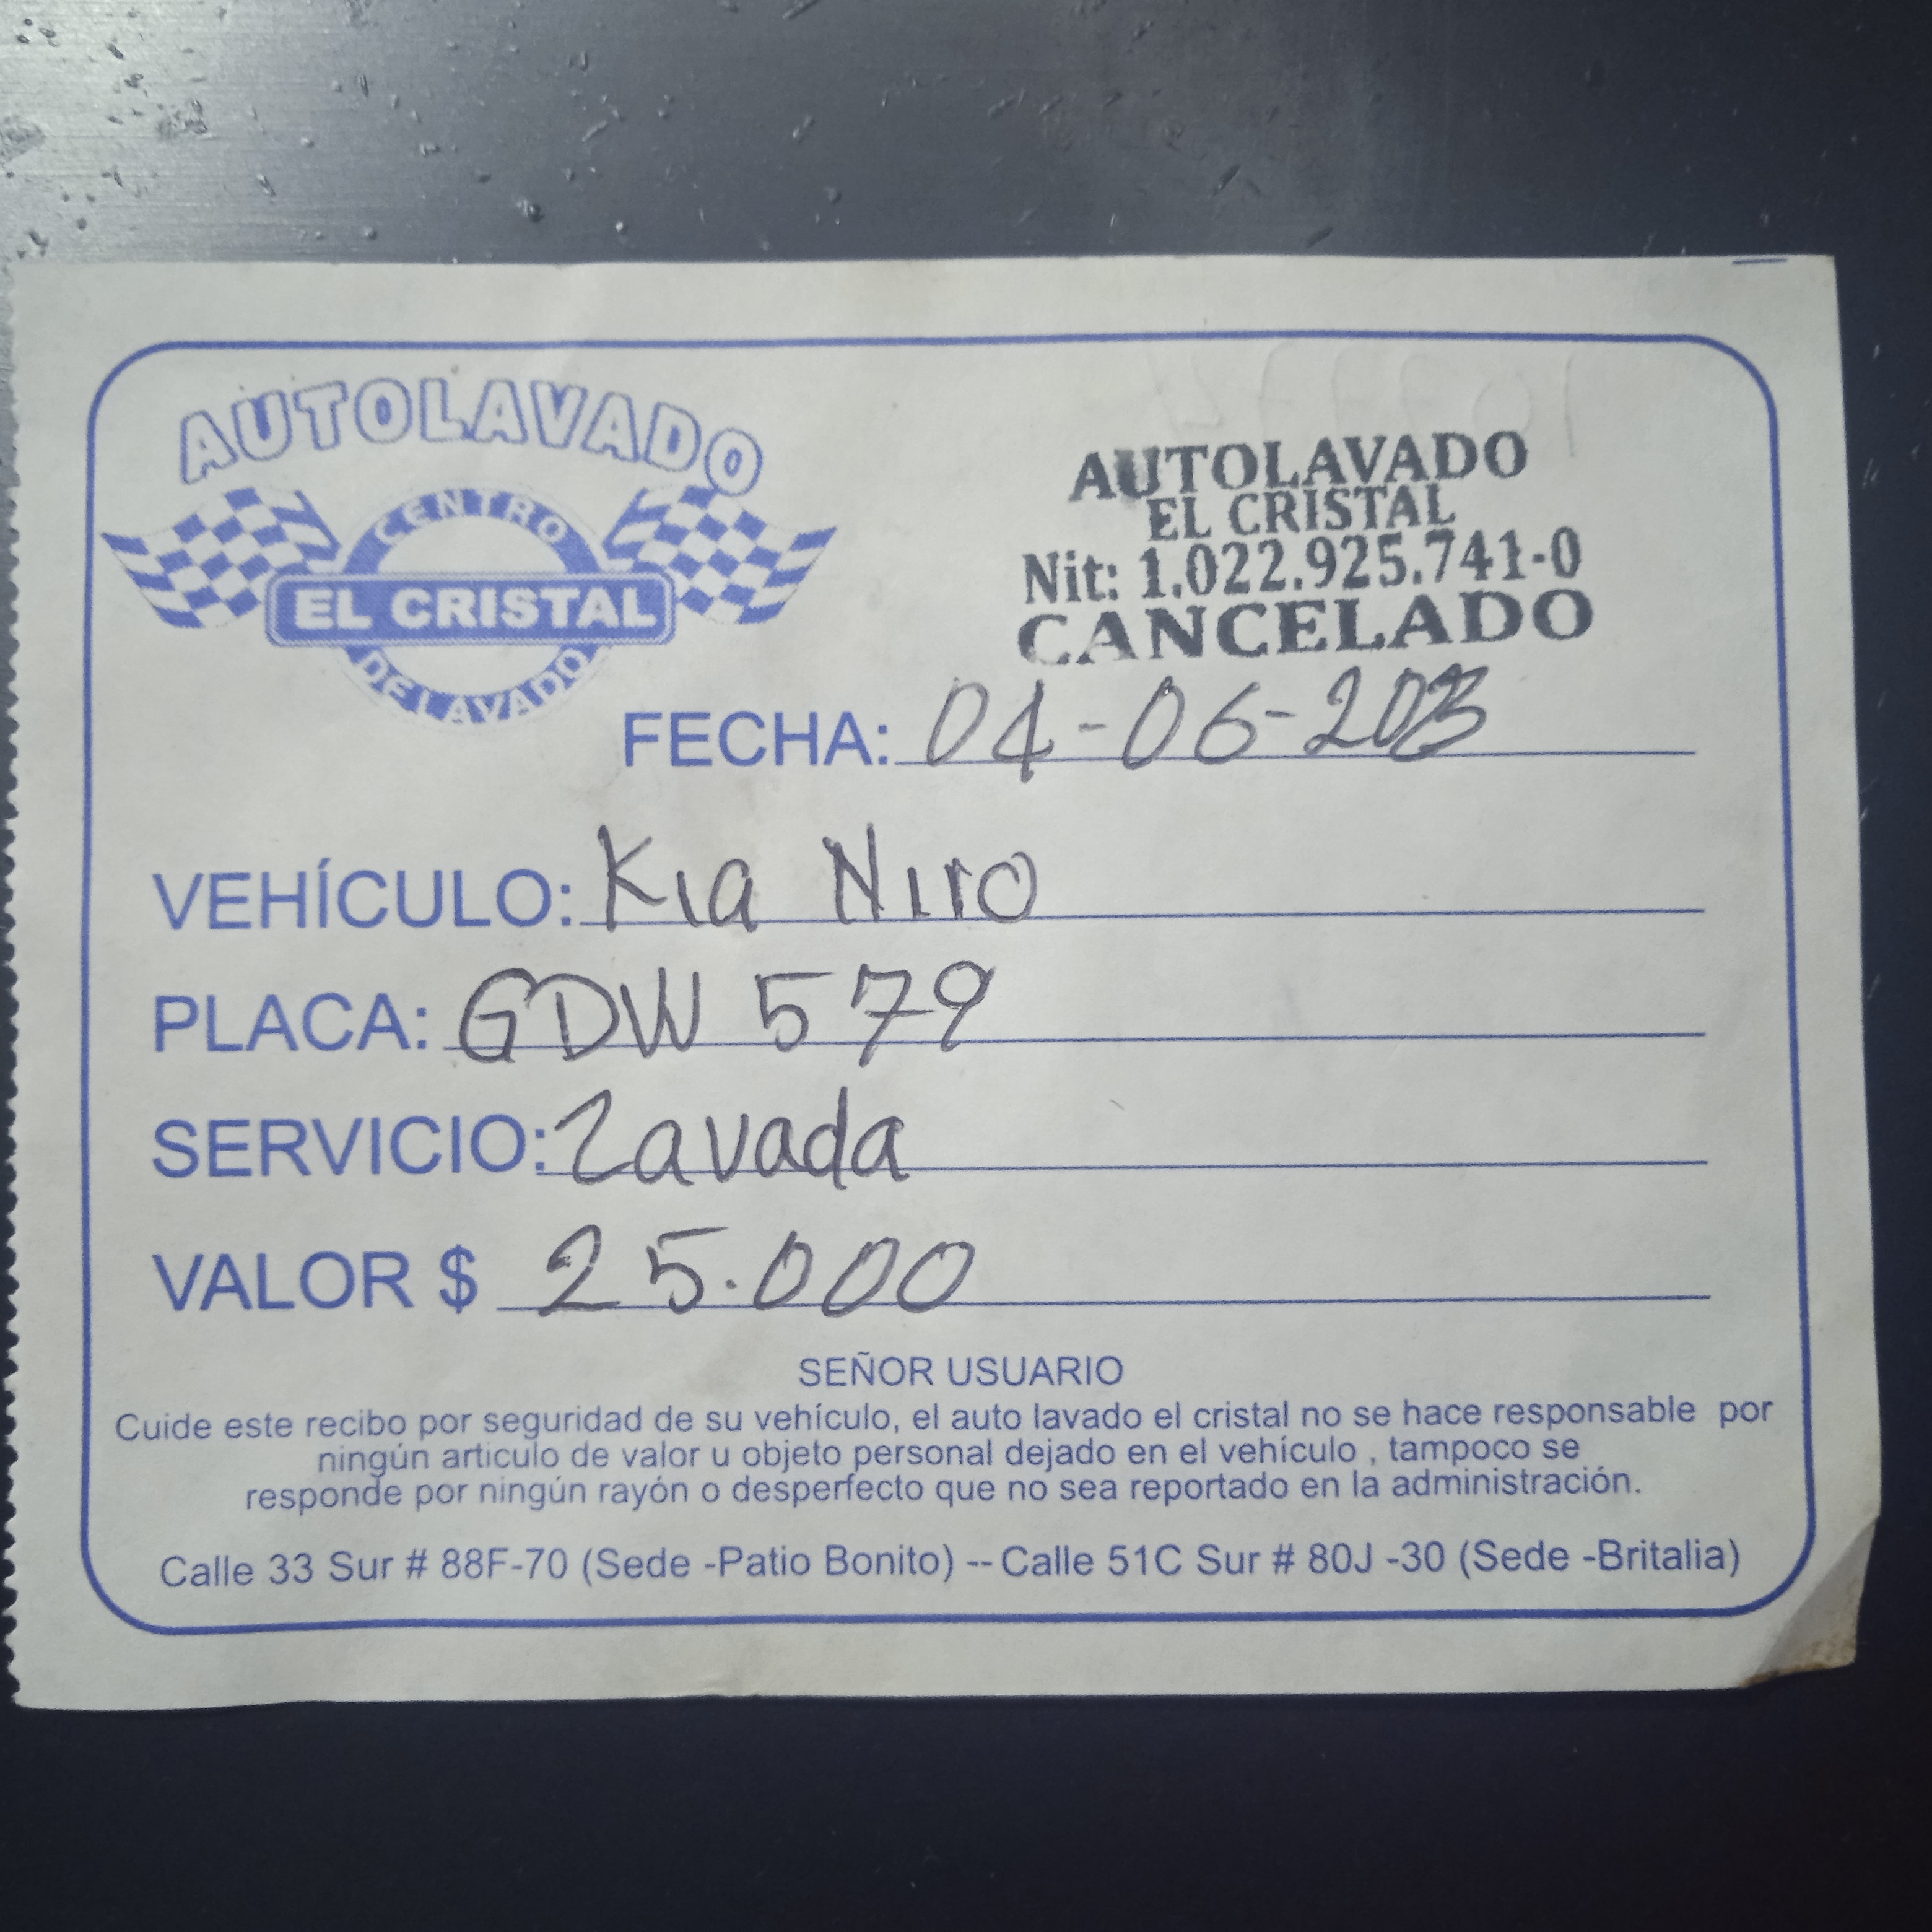 AUTOLAVADO
CENTRO
EL CRISTAL
DE LAVADO
AUTOLAVADO
EL CRISTAL
Nit: 1.022.925.741-0
CANCELADO
FECHA: 04-06-203
VEHÍCULO: Kia Niro
PLACA: GDW 579
SERVICIO: Lavada
VALOR $ 25.000
SEÑOR USUARIO
Cuide este recibo por seguridad de su vehículo, el auto lavado el cristal no se hace responsable por
ningún articulo de valor u objeto personal dejado en el vehículo , tampoco se
responde por ningún rayón o desperfecto que no sea reportado en la administración.
Calle 33 Sur # 88F-70 (Sede -Patio Bonito) -- Calle 51C Sur # 80J -30 (Sede -Britalia)